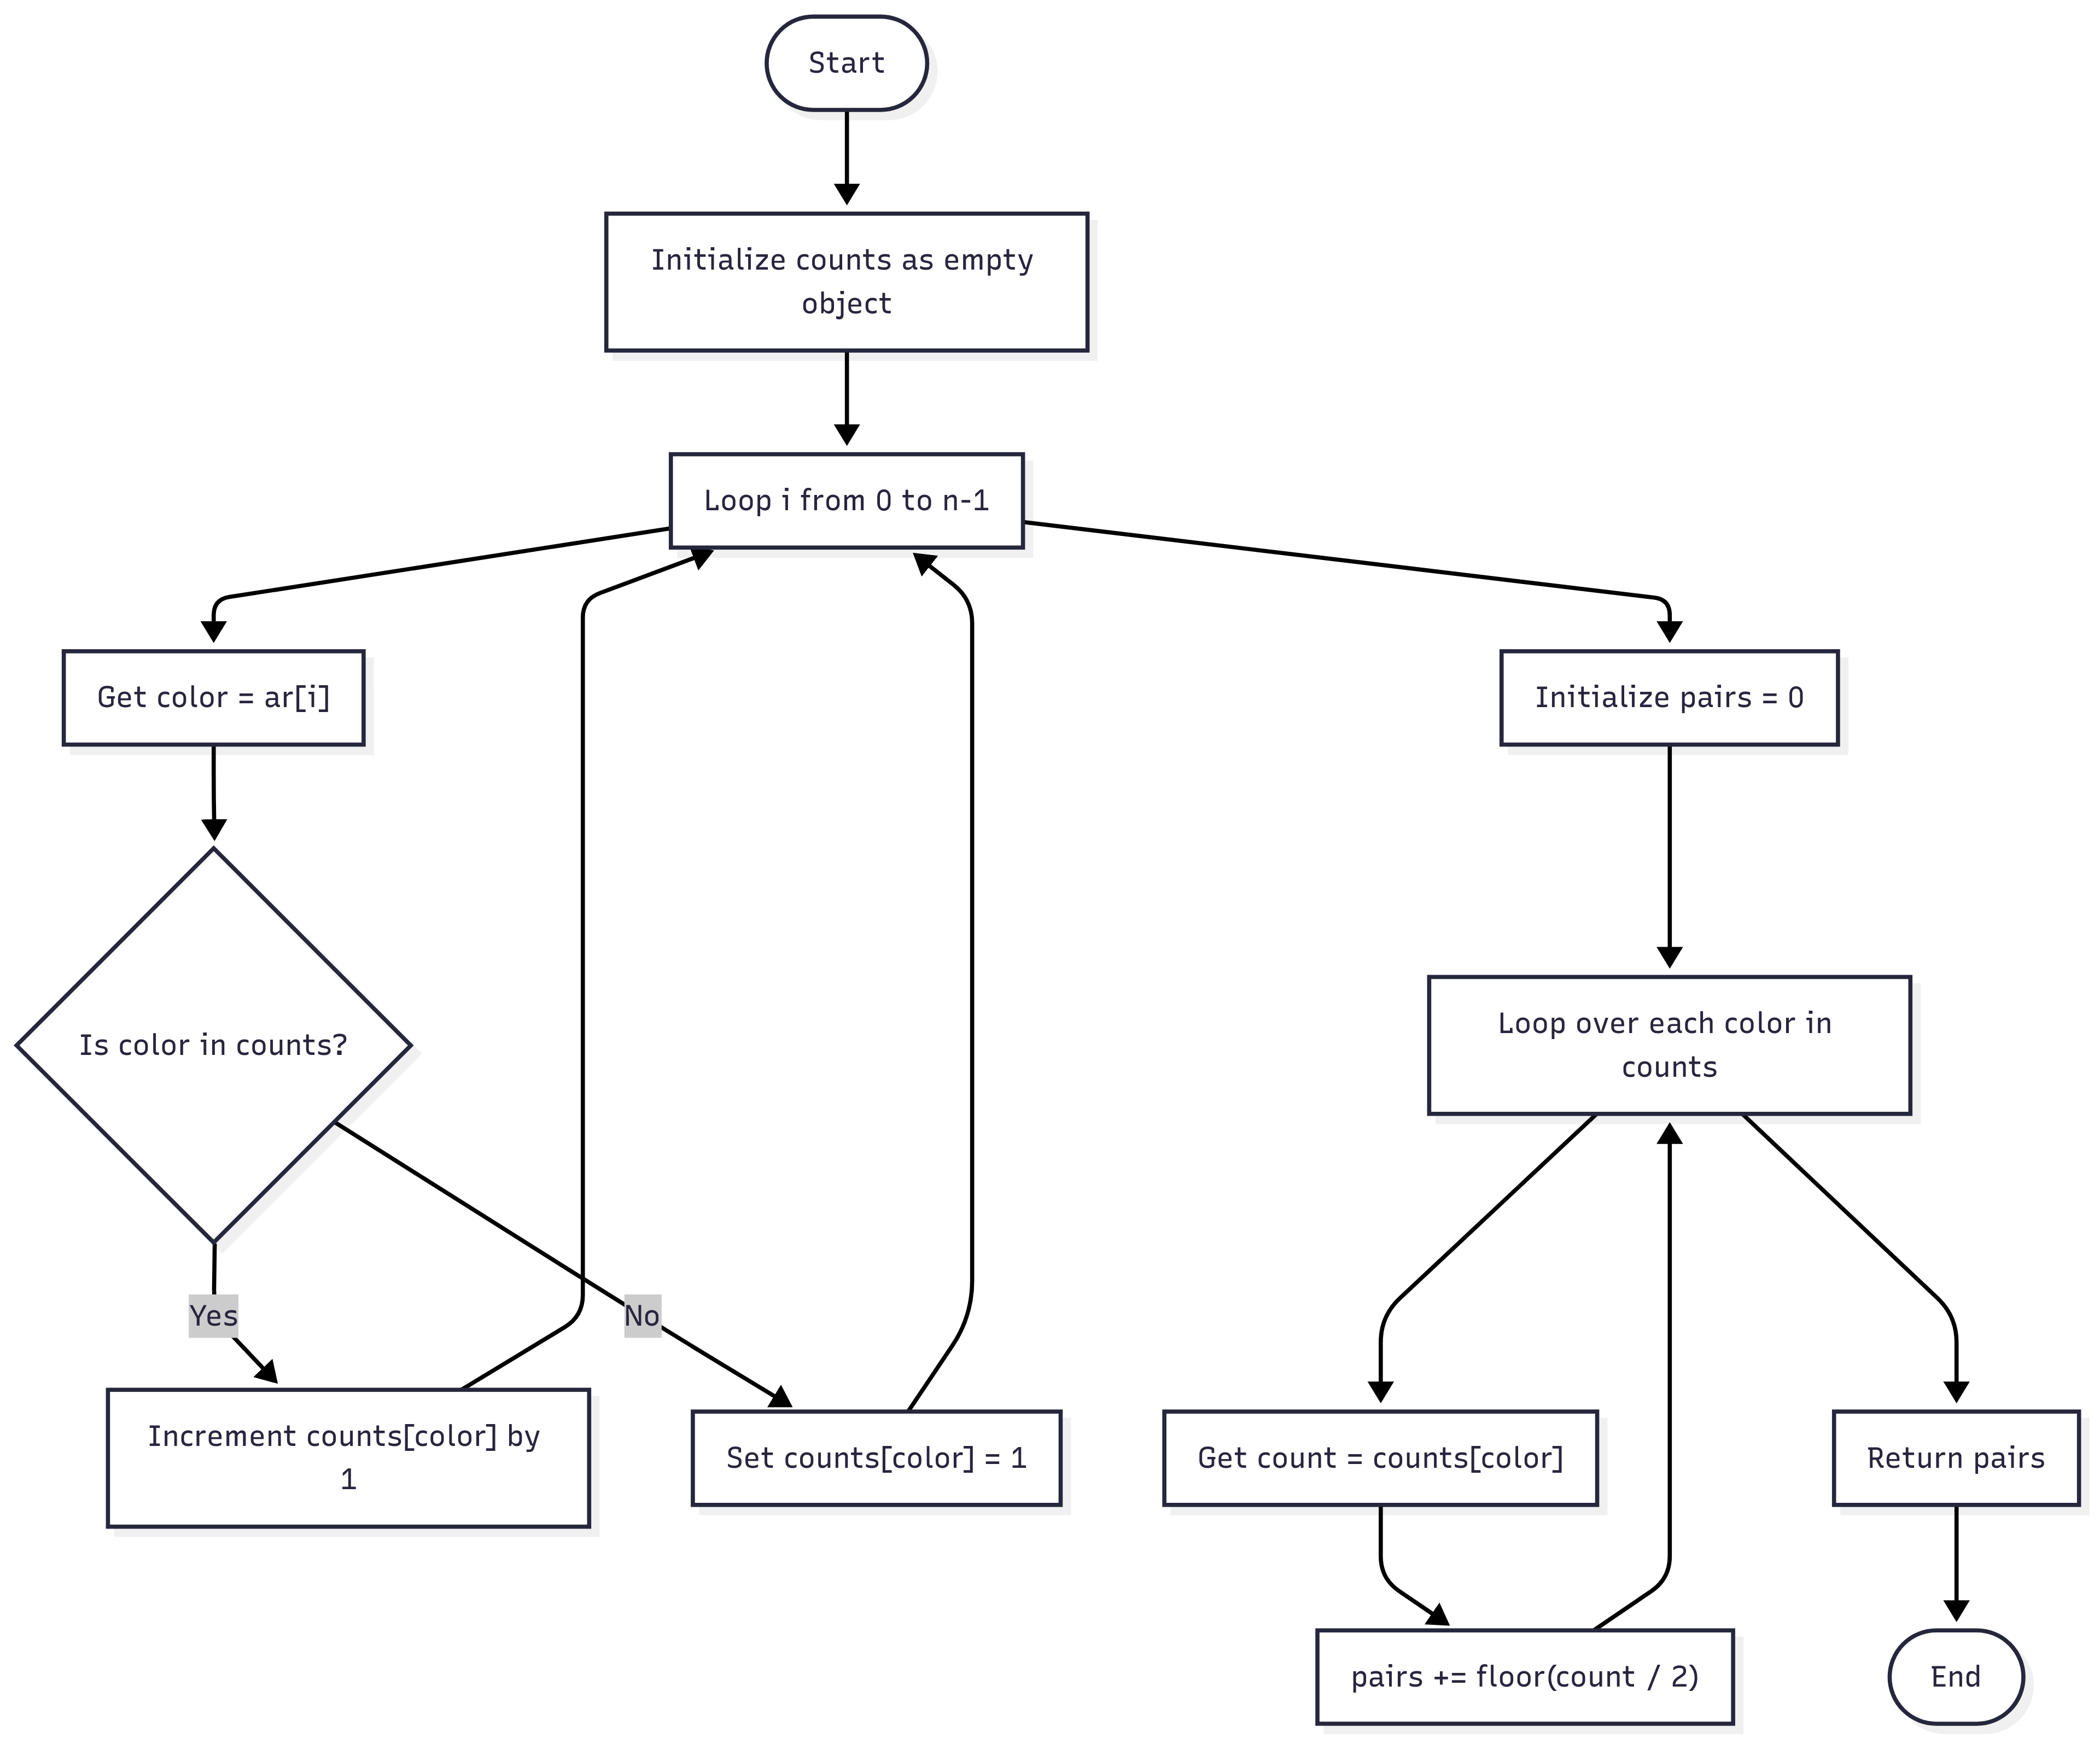 Start
Initialize counts as empty
object
Loop i from 0 to n-1
Get color = ar[i]
Initialize pairs = 0
Is color in counts?
Loop over each color in
counts
Yes
No
Increment counts[color] by
1
Set counts[color] = 1
Get count = counts[color]
Return pairs
pairs += floor(count / 2)
End